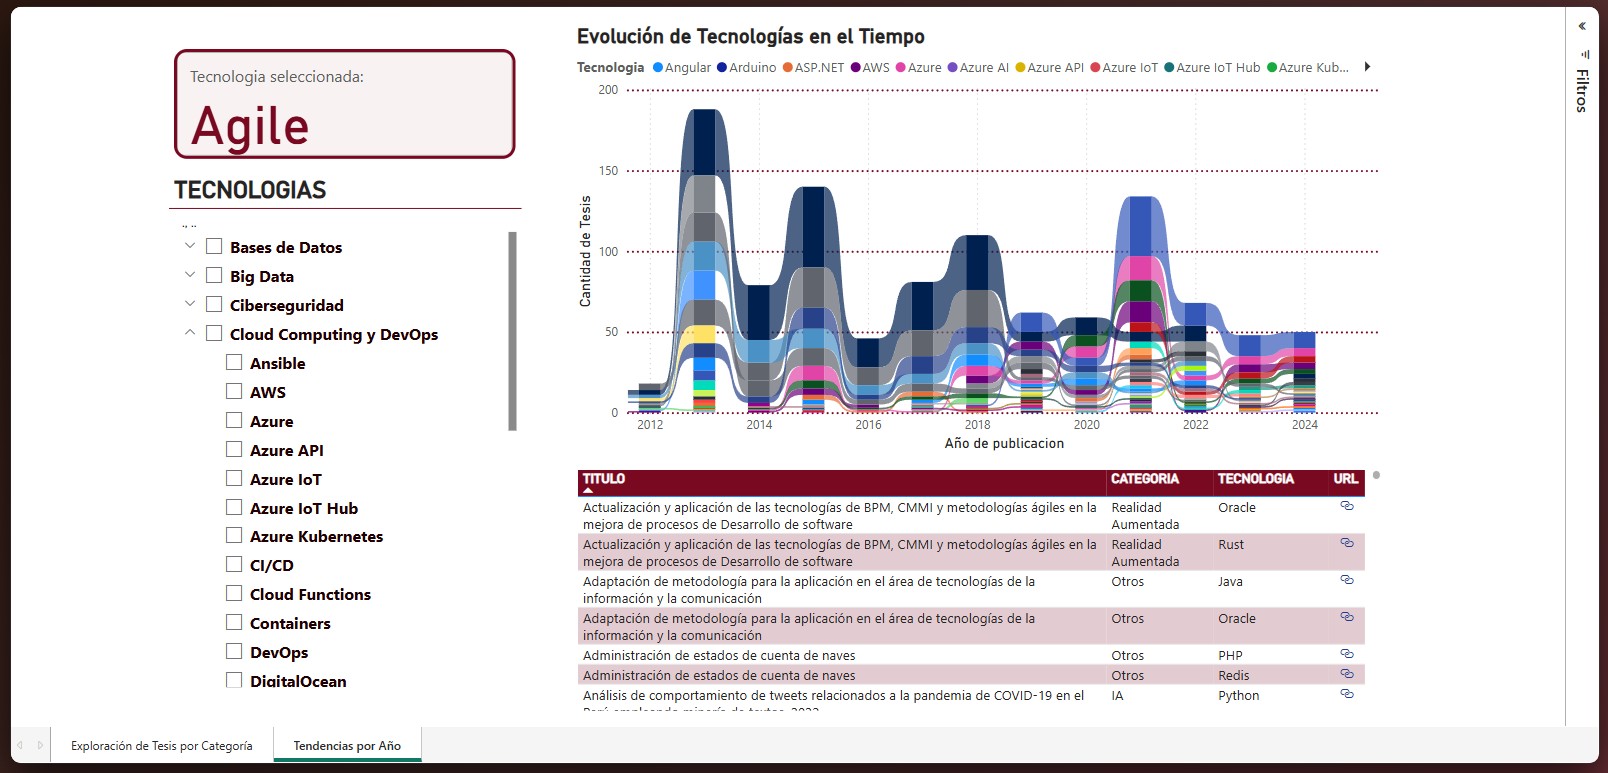 Tecnologia seleccionada:
Agile
TECNOLOGIAS
Bases de Datos
Big Data
Ciberseguridad
Cloud Computing y DevOps
Ansible
AWS
Azure
Azure API
Azure IoT
Azure IoT Hub
Azure Kubernetes
CI/CD
Cloud Functions
Containers
DevOps
DigitalOcean
Evolución de Tecnologías en el Tiempo
Tecnologia Angular Arduino ASP.NET AWS Azure Azure AI Azure API Azure IoT Azure IoT Hub Azure Kub...
200
150
100
50
0
Cantidad de Tesis
2012 2014 2016 2018 2020 2022 2024
Año de publicacion
TITULO CATEGORIA TECNOLOGIA URL
Actualización y aplicación de las tecnologías de BPM, CMMI y metodologías ágiles en la Realidad Oracle
mejora de procesos de Desarrollo de software Aumentada
Actualización y aplicación de las tecnologías de BPM, CMMI y metodologías ágiles en la Realidad Rust
mejora de procesos de Desarrollo de software Aumentada
Adaptación de metodología para la aplicación en el área de tecnologías de la Otros Java
información y la comunicación
Adaptación de metodología para la aplicación en el área de tecnologías de la Otros Oracle
información y la comunicación
Administración de estados de cuenta de naves Otros PHP
Administración de estados de cuenta de naves Otros Redis
Análisis de comportamiento de tweets relacionados a la pandemia de COVID-19 en el IA Python
Filtros
Exploración de Tesis por Categoría Tendencias por Año